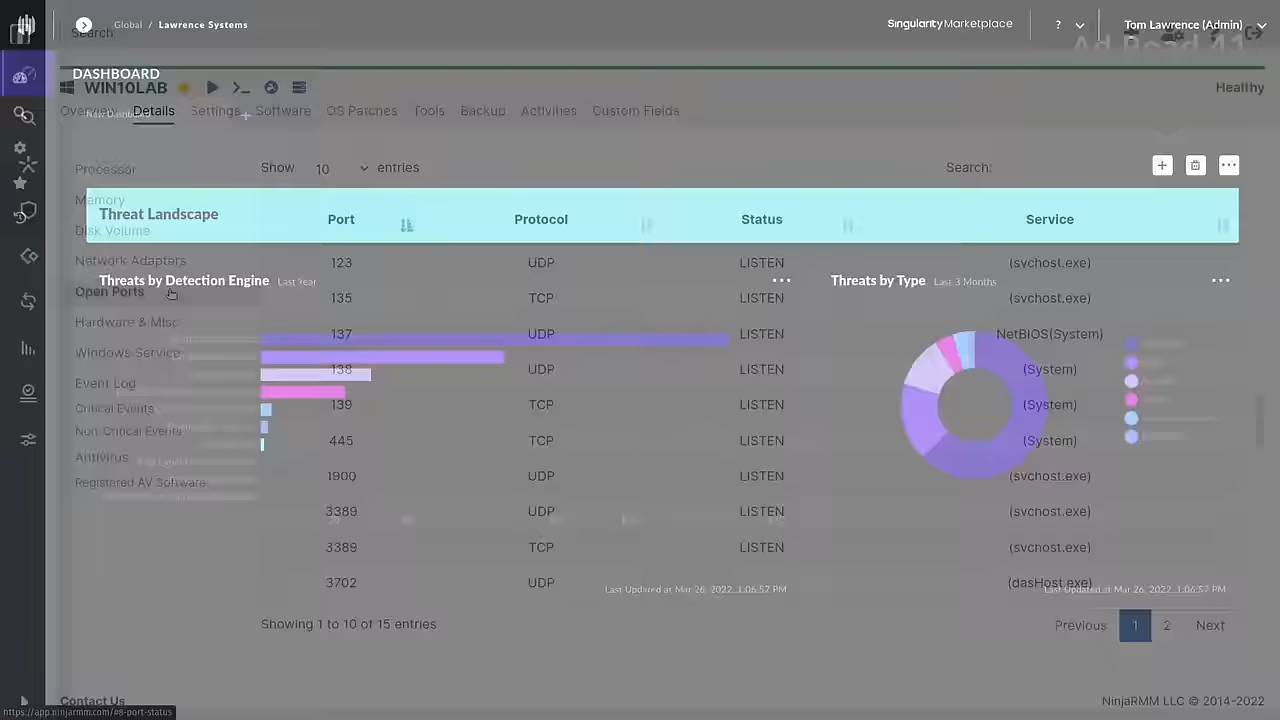 Global / Lawrence Systems
SingularityMarketplace
?
Tom Lawrence (Admin)
Search
DASHBOARD
WIN10LAB
Healthy
Overview
Details
Settings
Software
OS Patches
Tools
Backup
Activities
Custom Fields
New Dashboard
Show 10 entries
Search:
Processor
Memory
Disk Volume
Network Adapters
Open Ports
Hardware & Misc
Windows Service
Event Log
Critical Events
Non-Critical Events
Antivirus
Registered AV Software
Threat Landscape
Port Protocol Status Service
123 UDP LISTEN (svchost.exe)
Threats by Detection Engine Last Year
Threats by Type Last 3 Months
135 TCP LISTEN (svchost.exe)
137 UDP LISTEN NetBIOS(System)
138 UDP LISTEN (System)
139 TCP LISTEN (System)
445 TCP LISTEN (System)
1900 UDP LISTEN (svchost.exe)
3389 UDP LISTEN (svchost.exe)
3389 TCP LISTEN (svchost.exe)
3702 UDP LISTEN (dasHost.exe)
Last Updated at Mar 26, 2022 1:06:57 PM
Last Updated at Mar 26, 2022 1:06:57 PM
Showing 1 to 10 of 15 entries
Previous 1 2 Next
Contact Us
NinjaRMM LLC © 2014-2022
https://app.ninjarmm.com/#8-port-status